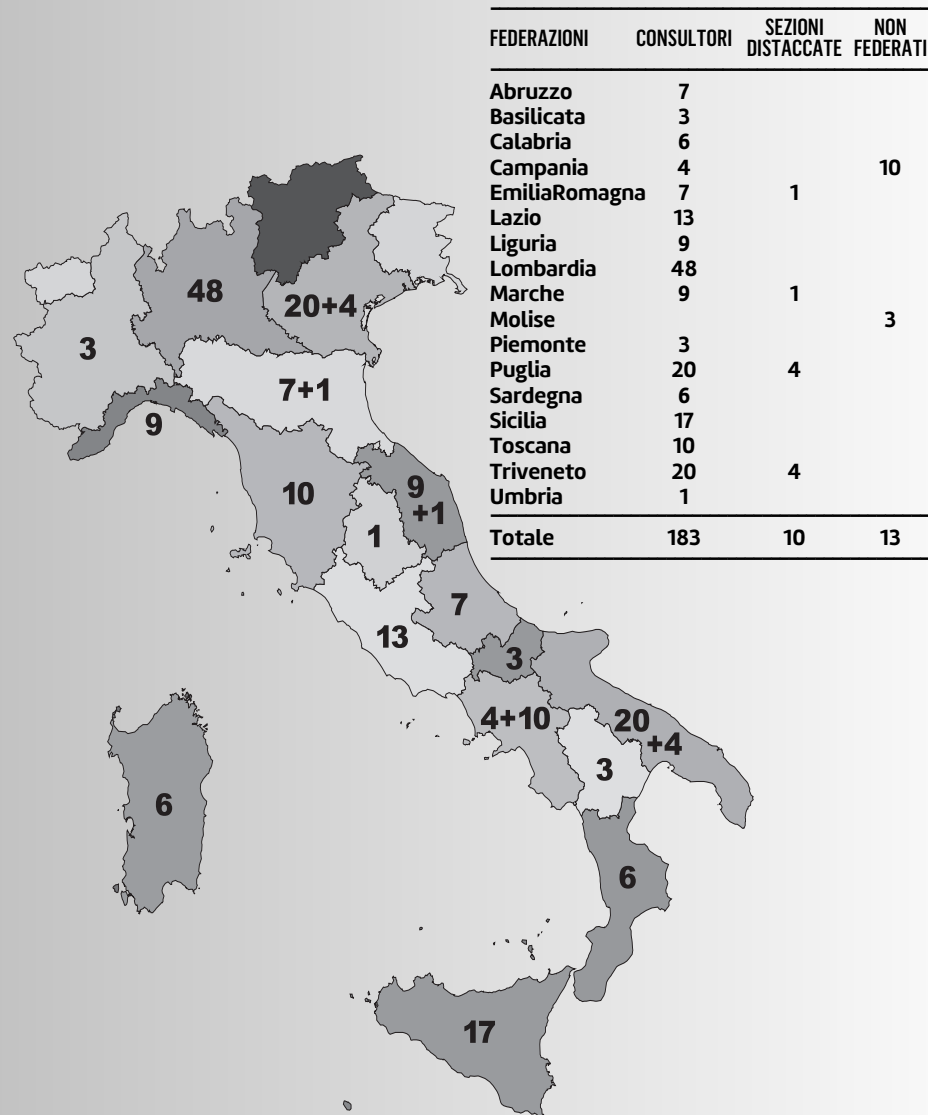 FEDERAZIONI CONSULTORI SEZIONI DISTACCATE NON FEDERATI
Abruzzo 7
Basilicata 3
Calabria 6
Campania 4 10
EmiliaRomagna 7 1
Lazio 13
Liguria 9
Lombardia 48
Marche 9 1
Molise 3
Piemonte 3
Puglia 20 4
Sardegna 6
Sicilia 17
Toscana 10
Triveneto 20 4
Umbria 1
Totale 183 10 13
48
20+4
3
7+1
9
10
9
+1
1
7
13
3
4+10
20
+4
3
6
6
17